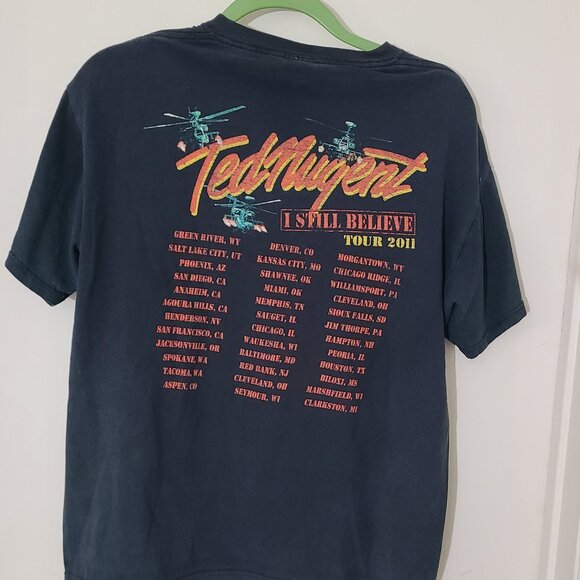 Ted Nugent
I STILL BELIEVE
TOUR 2011
GREEN RIVER, WY
SALT LAKE CITY, UT
PHOENIX, AZ
SAN DIEGO, CA
ANAHEIM, CA
AGOURA HILLS, CA
HENDERSON, NV
SAN FRANCISCO, CA
JACKSONVILLE, OR
SPOKANE WA
TACOMA, WA
ASPEN, CO
DENVER, CO
KANSAS CITY, MO
SHAWNEE, OK
MIAMI, OK
MEMPHIS, TX
SAUGET, IL
CHICAGO, IL
WAUKESHA, WI
BALTIMORE, MD
RED BANK, NJ
CLEVELAND, OH
SEYMOUR, WI
MORGANTOWN, WV
CHICAGO RIDGE, IL
WILLIAMSPORT, PA
CLEVELAND, OH
SIOUX FALLS, SD
JIM THORPE, PA
HAMPTON, NH
PEORIA, IL
HOUSTON, TX
BILOXI, MS
MARSHFIELD, WI
CLARKSTON, MI